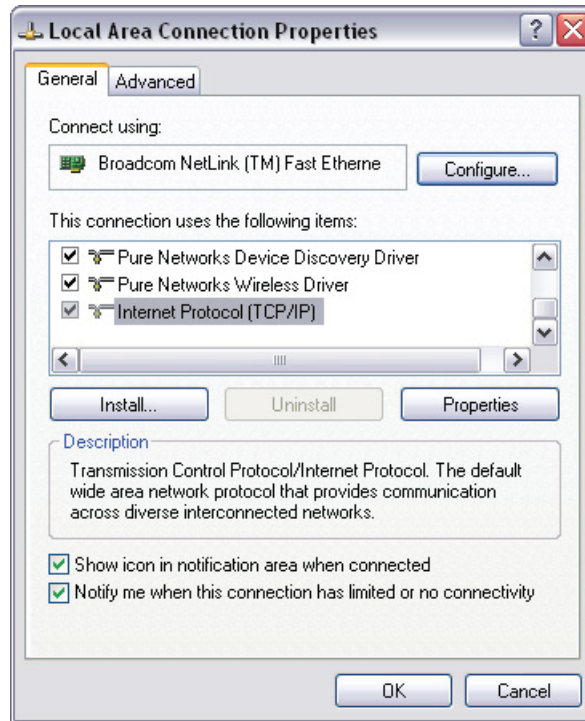 Local Area Connection Properties
General Advanced
Connect using:
Broadcom NetLink (TM) Fast Etherne
Configure...
This connection uses the following items:
Pure Networks Device Discovery Driver
Pure Networks Wireless Driver
Internet Protocol (TCP/IP)
Install... Uninstall Properties
Description
Transmission Control Protocol/Internet Protocol. The default
wide area network protocol that provides communication
across diverse interconnected networks.
Show icon in notification area when connected
Notify me when this connection has limited or no connectivity
OK Cancel